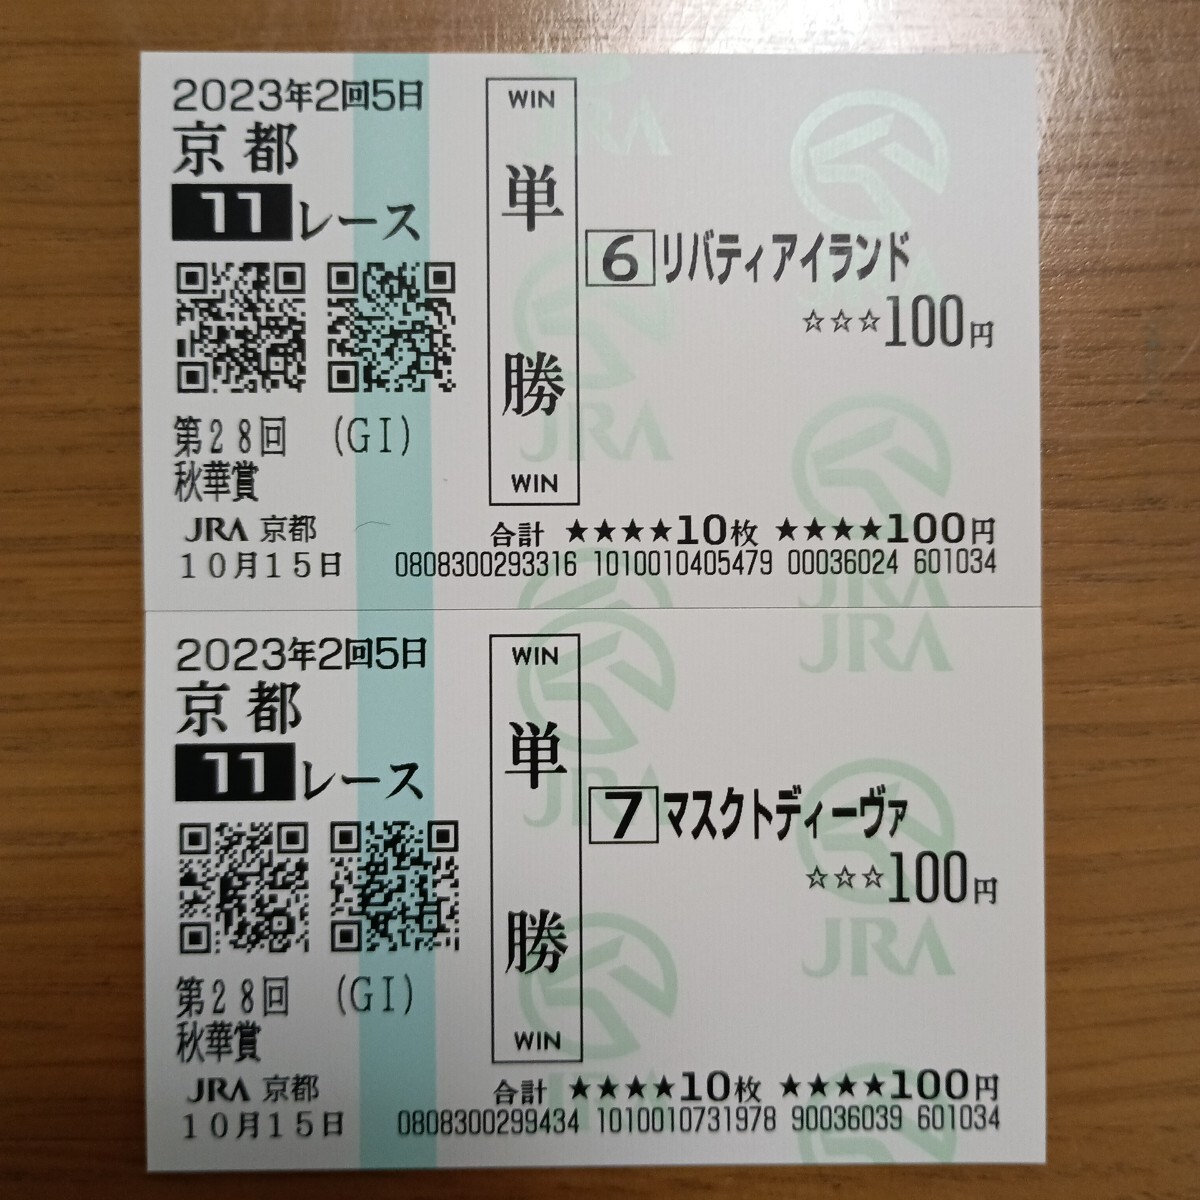 2023年2回5日
京都
11レース
第28回 (GⅠ)
秋華賞
JRA 京都
10月15日
WIN
単勝
WIN
6 リバティアイランド
☆☆☆100円
合計 ★★★★10枚 ★★★★100円
0808300293316 1010010405479 00036024 601034
2023年2回5日
京都
11レース
第28回 (GⅠ)
秋華賞
JRA 京都
10月15日
WIN
単勝
WIN
7 マスクトディーヴァ
☆☆☆100円
合計 ★★★★10枚 ★★★★100円
0808300299434 1010010731978 90036039 601034
JRA
JRA
JRA
JRA
JRA
JRA